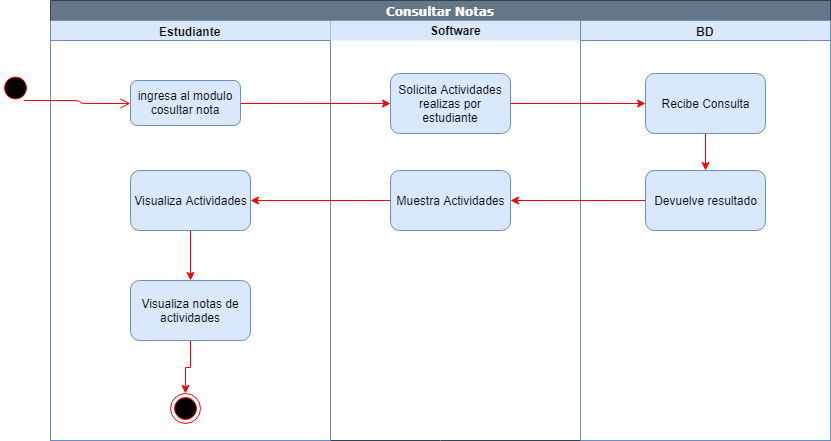 Consultar Notas
Estudiante
Software
BD
ingresa al modulo
cosultar nota
Solicita Actividades
realizas por
estudiante
Recibe Consulta
Visualiza Actividades
Muestra Actividades
Devuelve resultado
Visualiza notas de
actividades